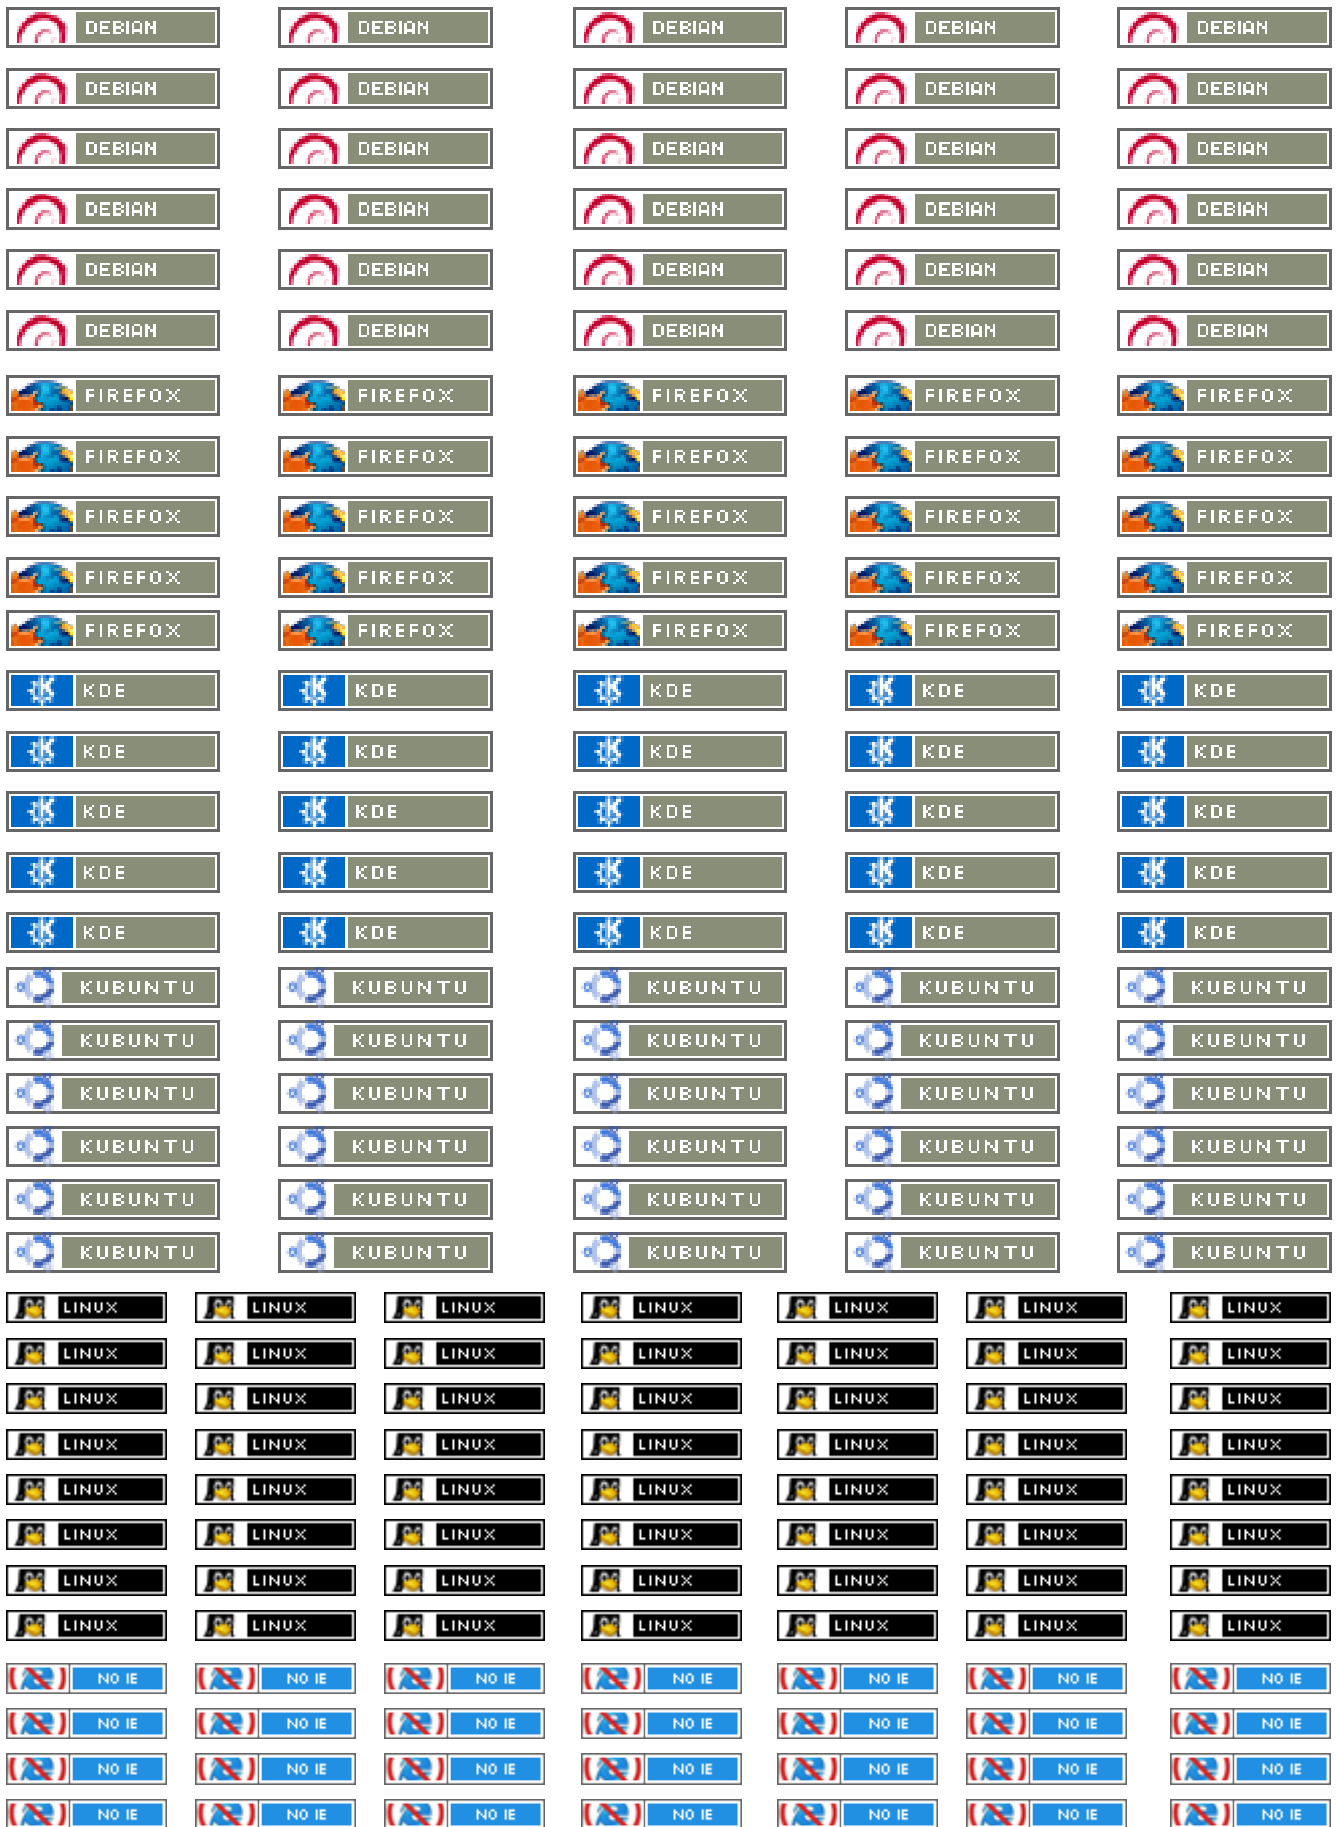 DEBIAN DEBIAN DEBIAN DEBIAN DEBIAN
DEBIAN DEBIAN DEBIAN DEBIAN DEBIAN
DEBIAN DEBIAN DEBIAN DEBIAN DEBIAN
DEBIAN DEBIAN DEBIAN DEBIAN DEBIAN
DEBIAN DEBIAN DEBIAN DEBIAN DEBIAN
DEBIAN DEBIAN DEBIAN DEBIAN DEBIAN
FIREFOX FIREFOX FIREFOX FIREFOX FIREFOX
FIREFOX FIREFOX FIREFOX FIREFOX FIREFOX
FIREFOX FIREFOX FIREFOX FIREFOX FIREFOX
FIREFOX FIREFOX FIREFOX FIREFOX FIREFOX
FIREFOX FIREFOX FIREFOX FIREFOX FIREFOX
KDE KDE KDE KDE KDE
KDE KDE KDE KDE KDE
KDE KDE KDE KDE KDE
KDE KDE KDE KDE KDE
KDE KDE KDE KDE KDE
KUBUNTU KUBUNTU KUBUNTU KUBUNTU KUBUNTU
KUBUNTU KUBUNTU KUBUNTU KUBUNTU KUBUNTU
KUBUNTU KUBUNTU KUBUNTU KUBUNTU KUBUNTU
KUBUNTU KUBUNTU KUBUNTU KUBUNTU KUBUNTU
KUBUNTU KUBUNTU KUBUNTU KUBUNTU KUBUNTU
KUBUNTU KUBUNTU KUBUNTU KUBUNTU KUBUNTU
LINUX LINUX LINUX LINUX LINUX LINUX LINUX
LINUX LINUX LINUX LINUX LINUX LINUX LINUX
LINUX LINUX LINUX LINUX LINUX LINUX LINUX
LINUX LINUX LINUX LINUX LINUX LINUX LINUX
LINUX LINUX LINUX LINUX LINUX LINUX LINUX
LINUX LINUX LINUX LINUX LINUX LINUX LINUX
LINUX LINUX LINUX LINUX LINUX LINUX LINUX
LINUX LINUX LINUX LINUX LINUX LINUX LINUX
NO IE NO IE NO IE NO IE NO IE NO IE NO IE
NO IE NO IE NO IE NO IE NO IE NO IE NO IE
NO IE NO IE NO IE NO IE NO IE NO IE NO IE
NO IE NO IE NO IE NO IE NO IE NO IE NO IE